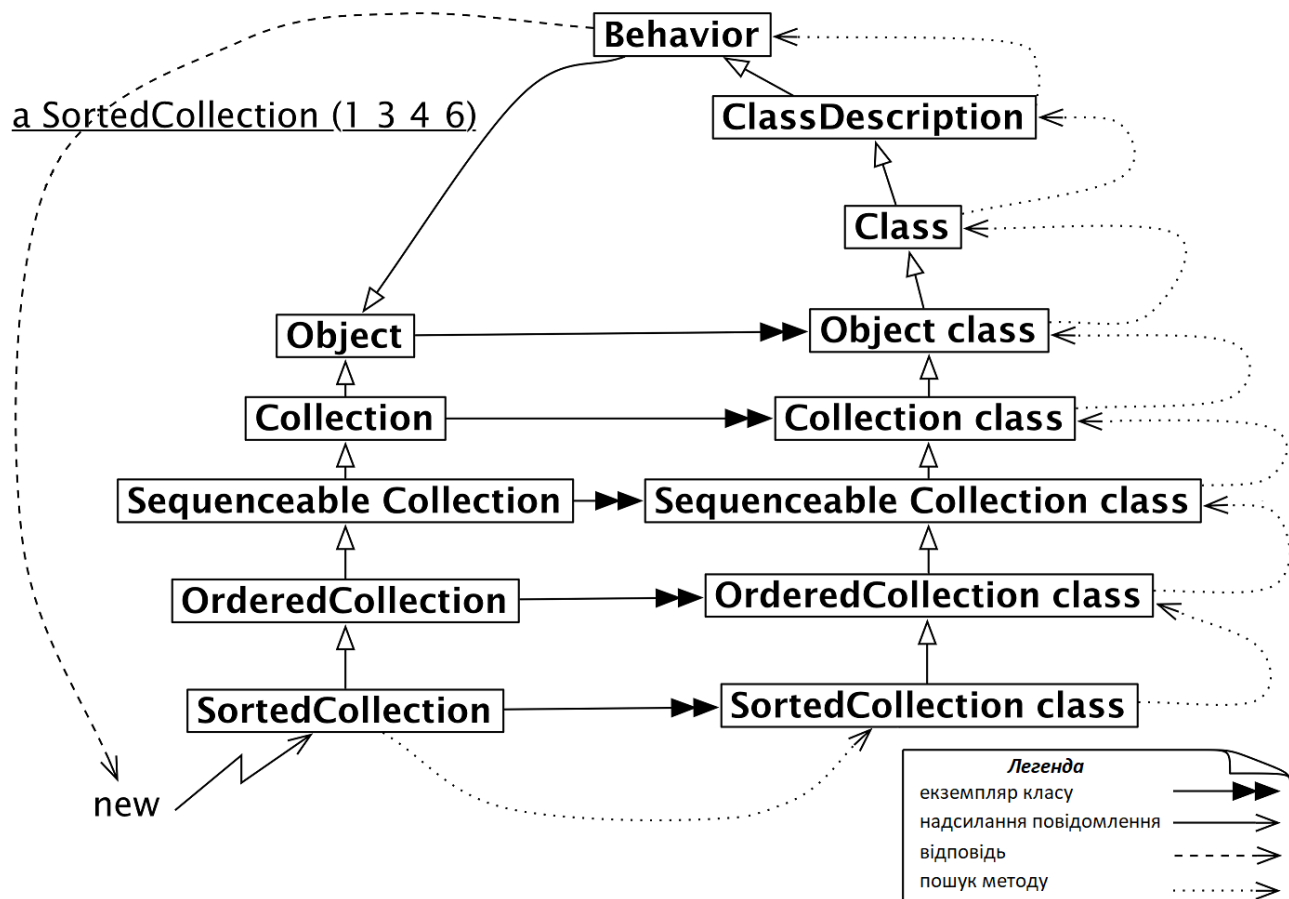 Behavior
a SortedCollection (1 3 4 6)
ClassDescription
Class
Object
Object class
Collection
Collection class
Sequenceable Collection
Sequenceable Collection class
OrderedCollection
OrderedCollection class
SortedCollection
SortedCollection class
new
Легенда
екземпляр класу
надсилання повідомлення
відповідь
пошук методу